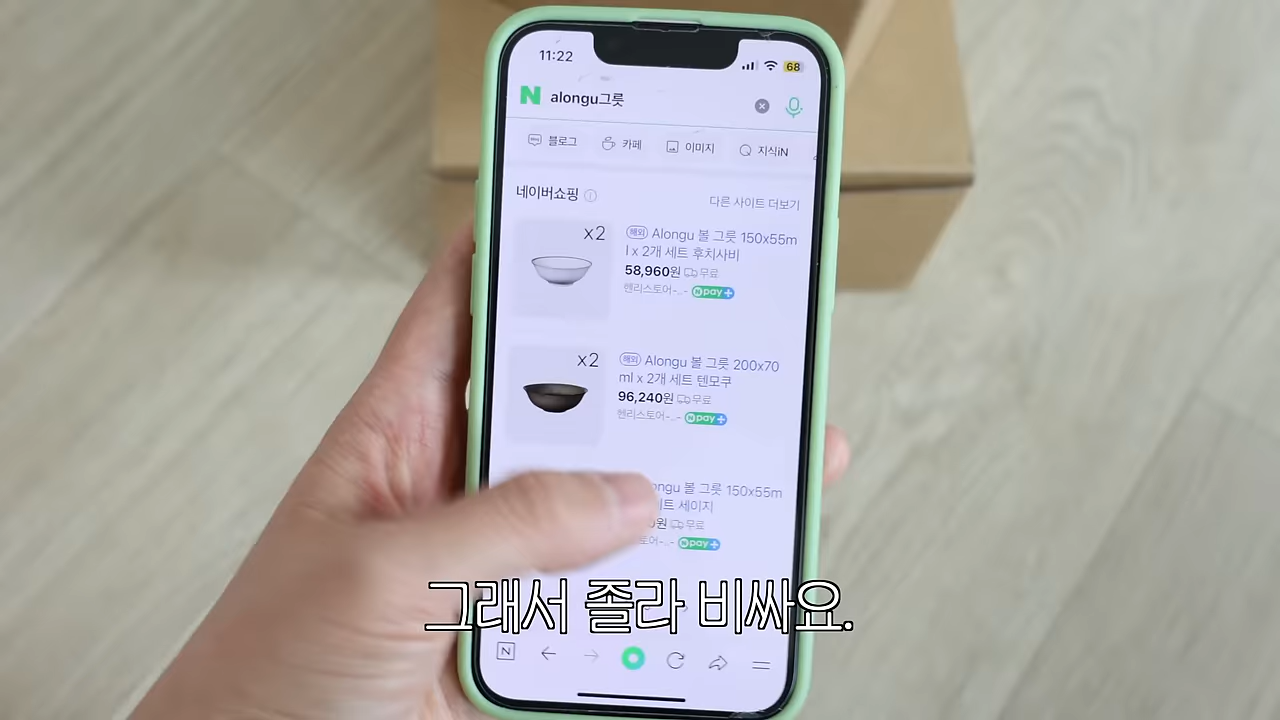 11:22
68
N alongu그릇
블로그 카페 이미지 지식iN
네이버쇼핑
다른 사이트 더보기
x2
해외 Alongu 볼 그릇 150x55m
l x 2개 세트 후치사비
58,960원 무료
헨리스토어-..- N pay+
x2
해외 Alongu 볼 그릇 200x70
ml x 2개 세트 텐모쿠
96,240원 무료
헨리스토어-..- N pay+
ongu 볼 그릇 150x55m
세이지
0원 무료
토어-..- N pay+
그래서 졸라 비싸요.
N